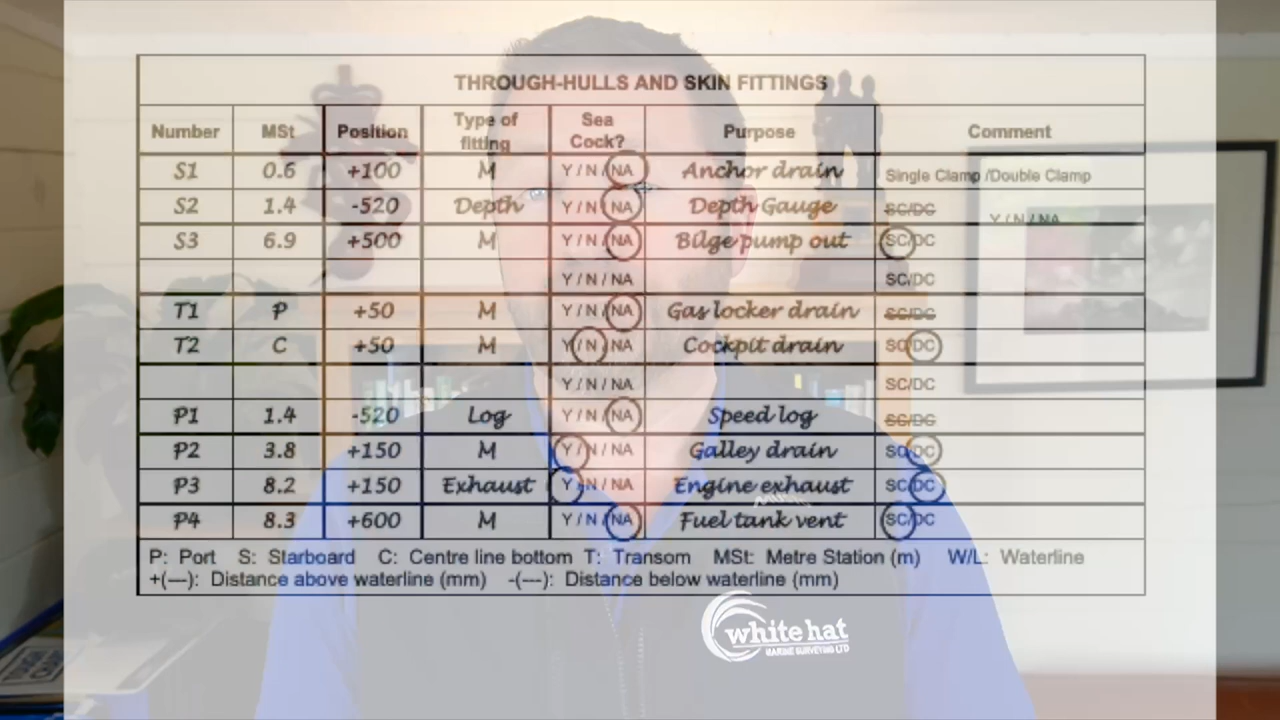 THROUGH-HULLS AND SKIN FITTINGS
Number MSt Position Type of fitting Sea Cock? Purpose Comment
S1 0.6 +100 M Y / N / NA Anchor drain Single Clamp /Double Clamp
S2 1.4 -520 Depth Y / N / NA Depth Gauge SC/DC Y / N / NA
S3 6.9 +500 M Y / N / NA Bilge pump out SC/DC
Y / N / NA SC/DC
T1 P +50 M Y / N / NA Gas locker drain SC/DC
T2 C +50 M Y / N / NA Cockpit drain SC/DC
Y / N / NA SC/DC
P1 1.4 -520 Log Y / N / NA Speed log SC/DC
P2 3.8 +150 M Y / N / NA Galley drain SC/DC
P3 8.2 +150 Exhaust Y / N / NA Engine exhaust SC/DC
P4 8.3 +600 M Y / N / NA Fuel tank vent SC/DC
P: Port S: Starboard C: Centre line bottom T: Transom MSt: Metre Station (m) W/L: Waterline
+(---): Distance above waterline (mm) -(---): Distance below waterline (mm)
white hat
MARINE SURVEYING LTD